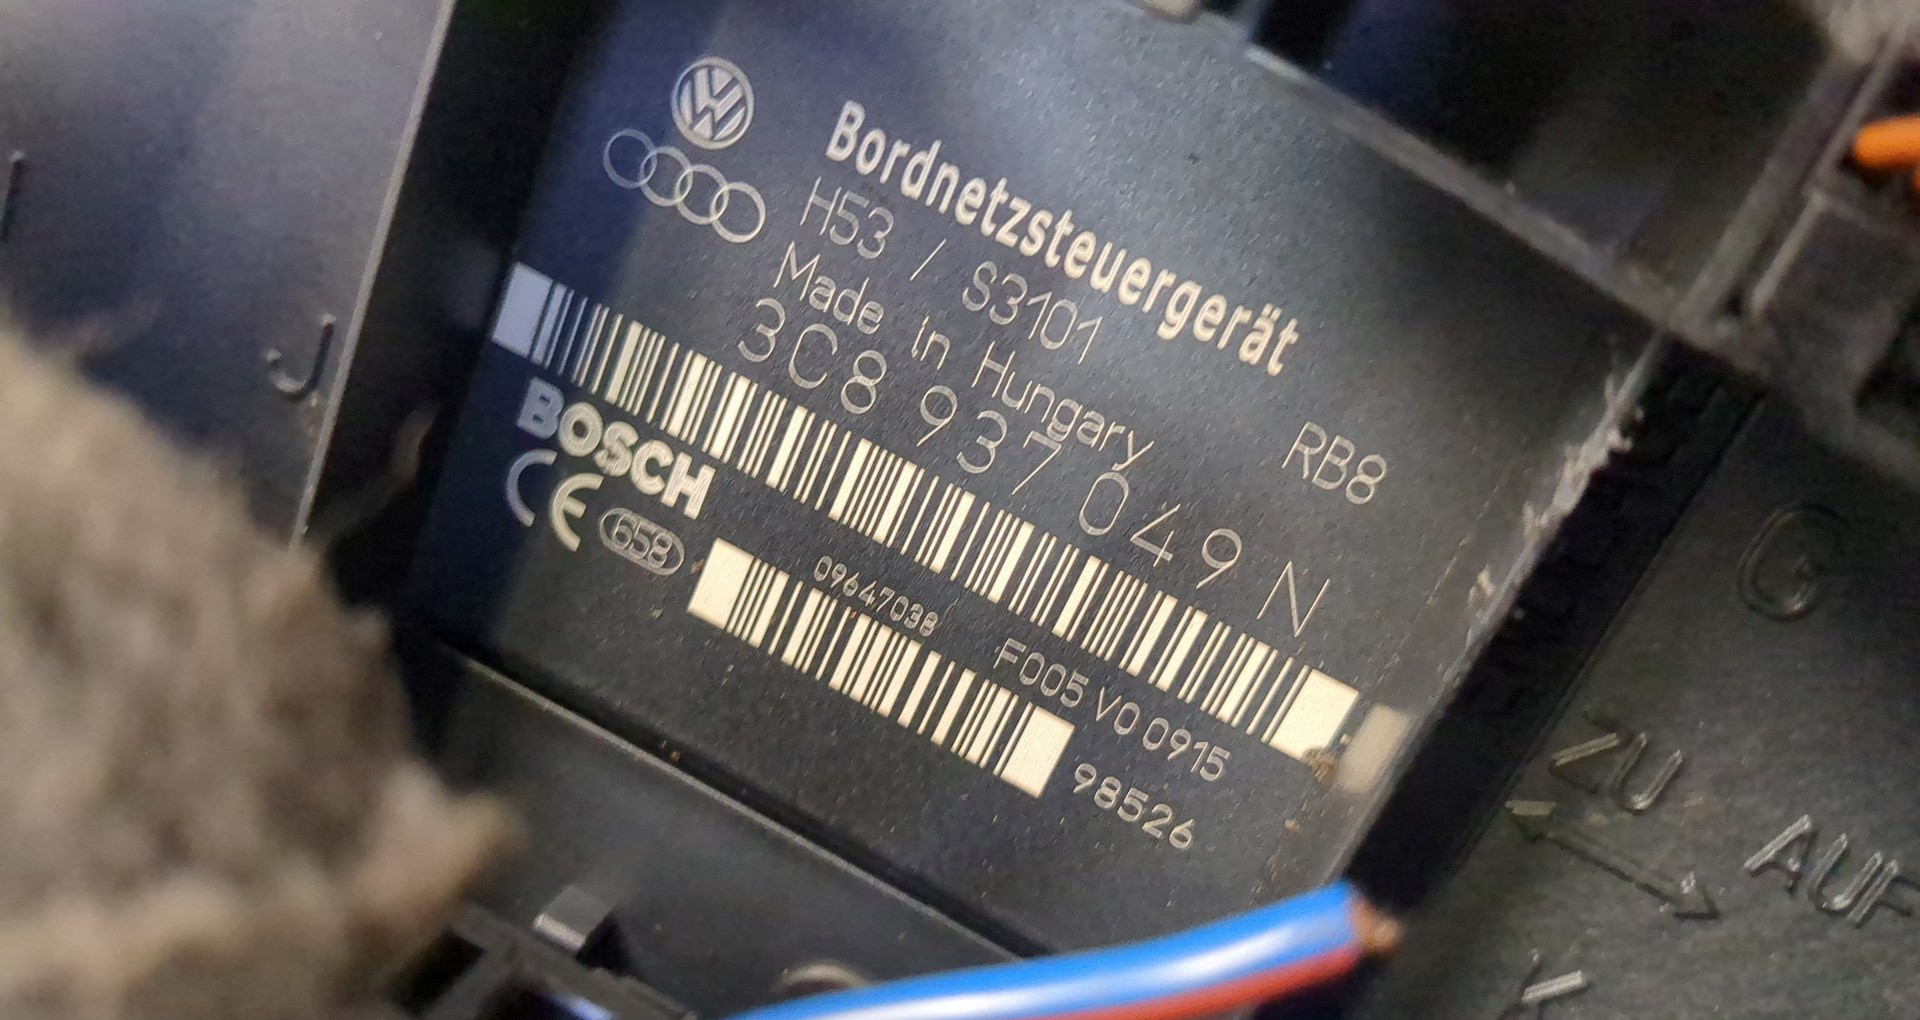 Bordnetzsteuergerät
H53 / S3101
Made in Hungary RB8
3C8 937 049 N
BOSCH
CE 658
09647038
F005 V0 0915
98526
J
G
ZU
AUF
K